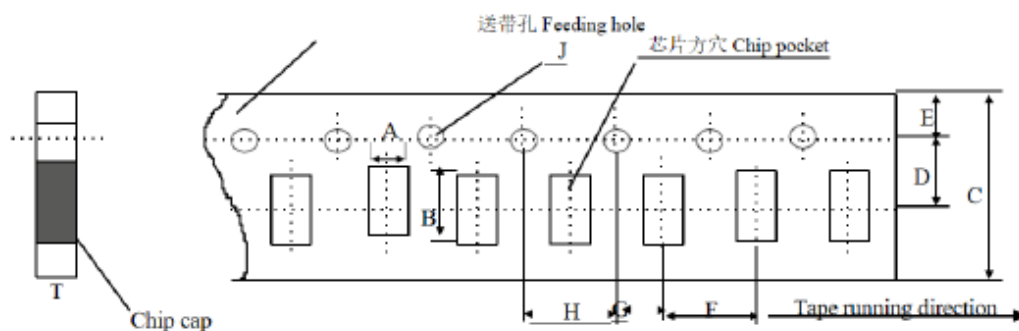 送带孔 Feeding hole
J
芯片方穴 Chip pocket
A
E
D
C
B
T
Chip cap
H
G
F
Tape running direction